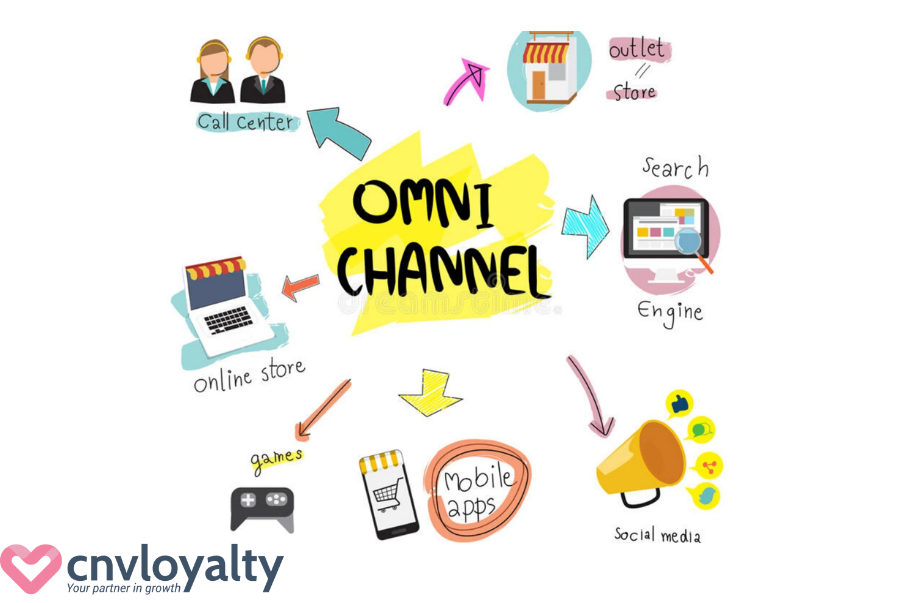 Call Center
outlet
store
OMNI
CHANNEL
Search
Engine
Online store
games
Mobile
apps
Social media
dreamstime.
cnvloyalty
Your partner in growth